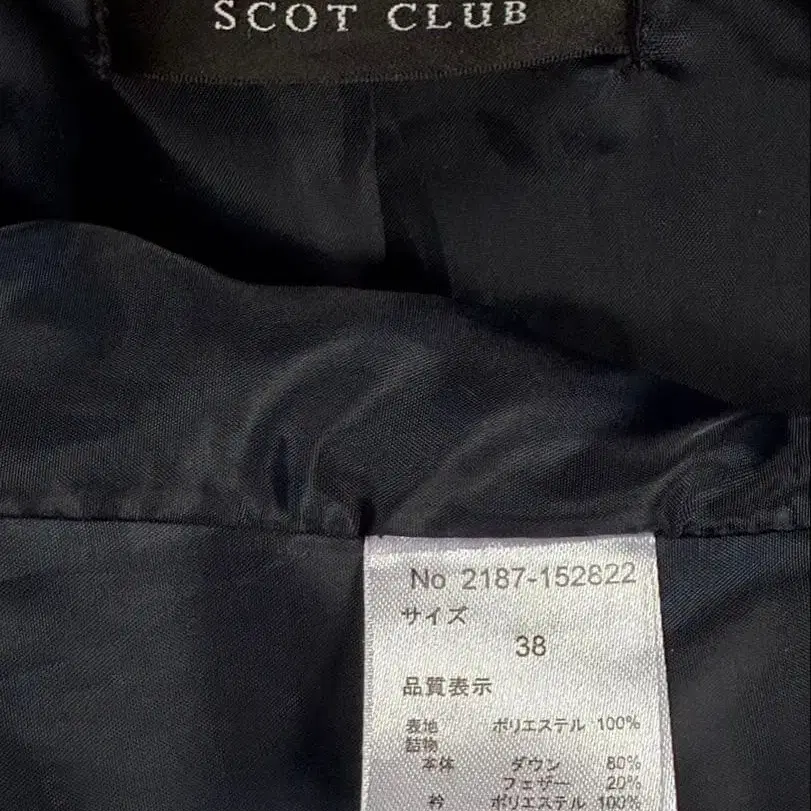 SCOT CLUB
No 2187-152822
サイズ
38
品質表示
表地 ポリエステル 100%
詰物
本体 ダウン 80%
フェザー 20%
衿 ポリエステル 100%